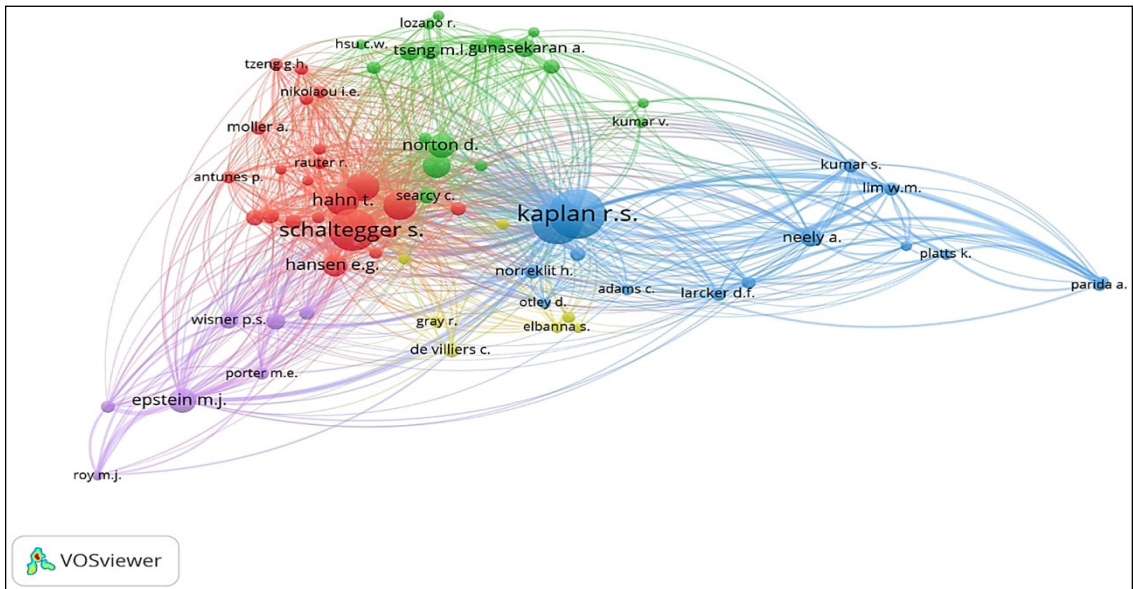 lozano r.
hsu c.w.
tseng m.l.
gunasekaran a.
tzeng g.h.
nikolaou i.e.
kumar v.
moller a.
norton d.
rauter r.
kumar s.
antunes p.
searcy c.
lim w.m.
hahn t.
kaplan r.s.
schaltegger s.
neely a.
platts k.
hansen e.g.
norreklit h.
parida a.
adams c.
larcker d.f.
otley d.
wisner p.s.
gray r.
elbanna s.
de villiers c.
porter m.e.
epstein m.j.
roy m.j.
VOSviewer